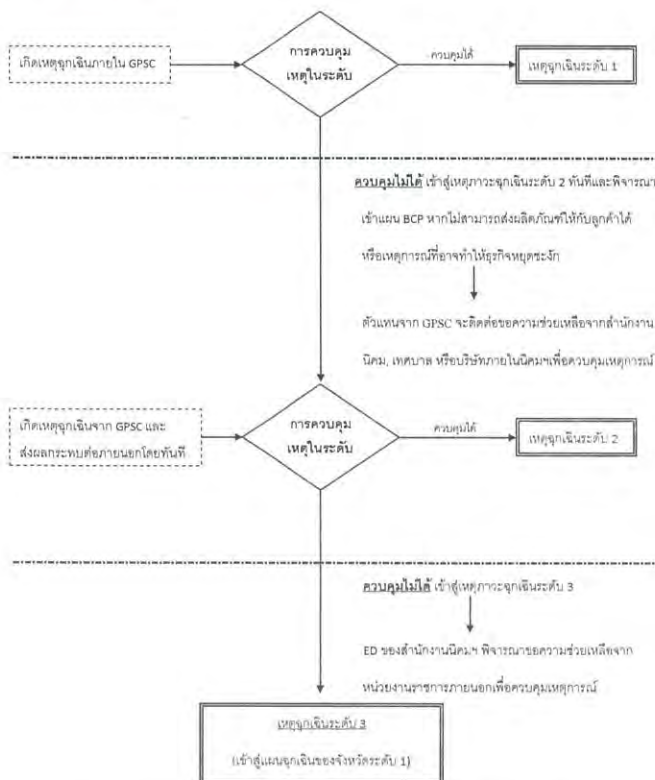 เกิดเหตุฉุกเฉินภายใน GPSC
การควบคุม
เหตุในระดับ
ควบคุมได้
เหตุฉุกเฉินระดับ 1
ควบคุมไม่ได้ เข้าสู่เหตุภาวะฉุกเฉินระดับ 2 ทันทีและพิจารณา
เข้าแผน BCP หากไม่สามารถส่งผลิตภัณฑ์ให้กับลูกค้าได้
หรือเหตุการณ์ที่อาจทำให้ธุรกิจหยุดชะงัก
ตัวแทนจาก GPSC จะติดต่อขอความช่วยเหลือจากสำนักงาน
นิคม, เทศบาล หรือบริษัทภายในนิคมฯเพื่อควบคุมเหตุการณ์
เกิดเหตุฉุกเฉินจาก GPSC และ
ส่งผลกระทบต่อภายนอกโดยทันที
การควบคุม
เหตุในระดับ
ควบคุมได้
เหตุฉุกเฉินระดับ 2
ควบคุมไม่ได้ เข้าสู่เหตุภาวะฉุกเฉินระดับ 3
ED ของสำนักงานนิคมฯ พิจารณาขอความช่วยเหลือจาก
หน่วยงานราชการภายนอกเพื่อควบคุมเหตุการณ์
เหตุฉุกเฉินระดับ 3
(เข้าสู่แผนฉุกเฉินของจังหวัดระดับ 1)